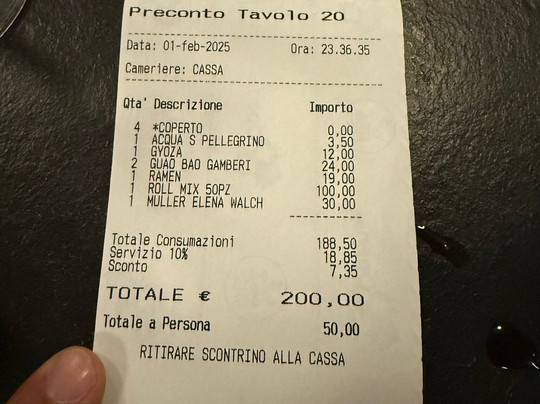 Preconto Tavolo 20
Data: 01-feb-2025 Ora: 23.36.35
Cameriere: CASSA
Qta' Descrizione Importo
4 *COPERTO 0,00
1 ACQUA S PELLEGRINO 3,50
1 GYOZA 12,00
2 GUAO BAO GAMBERI 24,00
1 RAMEN 19,00
1 ROLL MIX 50PZ 100,00
1 MULLER ELENA WALCH 30,00
Totale Consumazioni 188,50
Servizio 10% 18,85
Sconto 7,35
TOTALE € 200,00
Totale a Persona 50,00
RITIRARE SCONTRINO ALLA CASSA